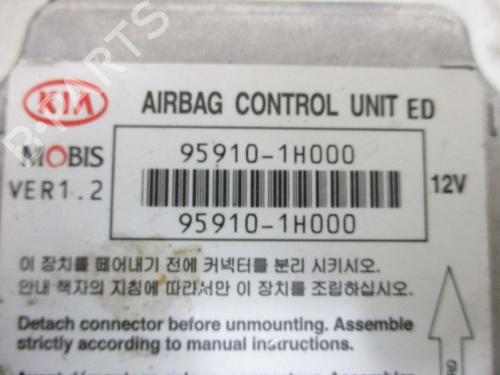 KIA
AIRBAG CONTROL UNIT ED
MOBIS
95910-1H000
VER1.2
12V
95910-1H000
이 장치를 떼어내기 전에 커넥터를 분리 시키시오.
안내 책자의 지침에 따라서만 이 장치를 조립하십시오.
Detach connector before unmounting. Assemble
strictly according to manual instructions.